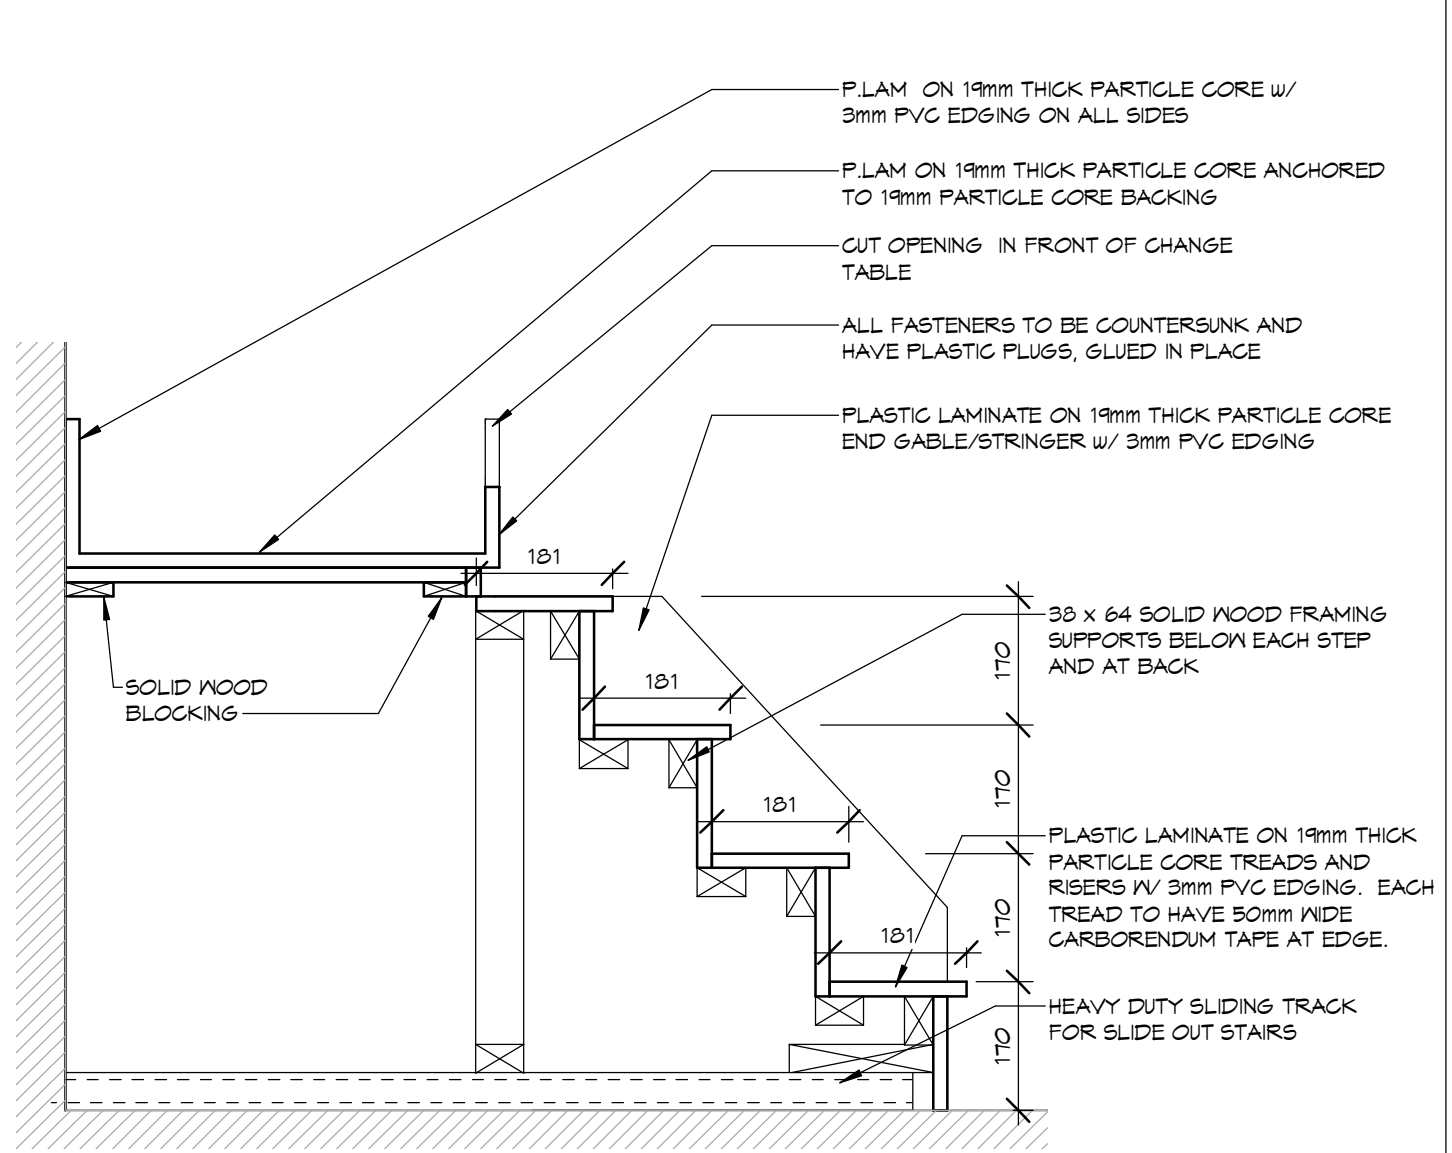 P.LAM ON 19mm THICK PARTICLE CORE w/
3mm PVC EDGING ON ALL SIDES
P.LAM ON 19mm THICK PARTICLE CORE ANCHORED
TO 19mm PARTICLE CORE BACKING
CUT OPENING IN FRONT OF CHANGE
TABLE
ALL FASTENERS TO BE COUNTERSUNK AND
HAVE PLASTIC PLUGS, GLUED IN PLACE
PLASTIC LAMINATE ON 19mm THICK PARTICLE CORE
END GABLE/STRINGER w/ 3mm PVC EDGING
181
38 x 64 SOLID WOOD FRAMING
SUPPORTS BELOW EACH STEP
AND AT BACK
170
181
SOLID WOOD
BLOCKING
170
181
PLASTIC LAMINATE ON 19mm THICK
PARTICLE CORE TREADS AND
RISERS W/ 3mm PVC EDGING. EACH
TREAD TO HAVE 50mm WIDE
CARBORENDUM TAPE AT EDGE.
170
181
HEAVY DUTY SLIDING TRACK
FOR SLIDE OUT STAIRS
170